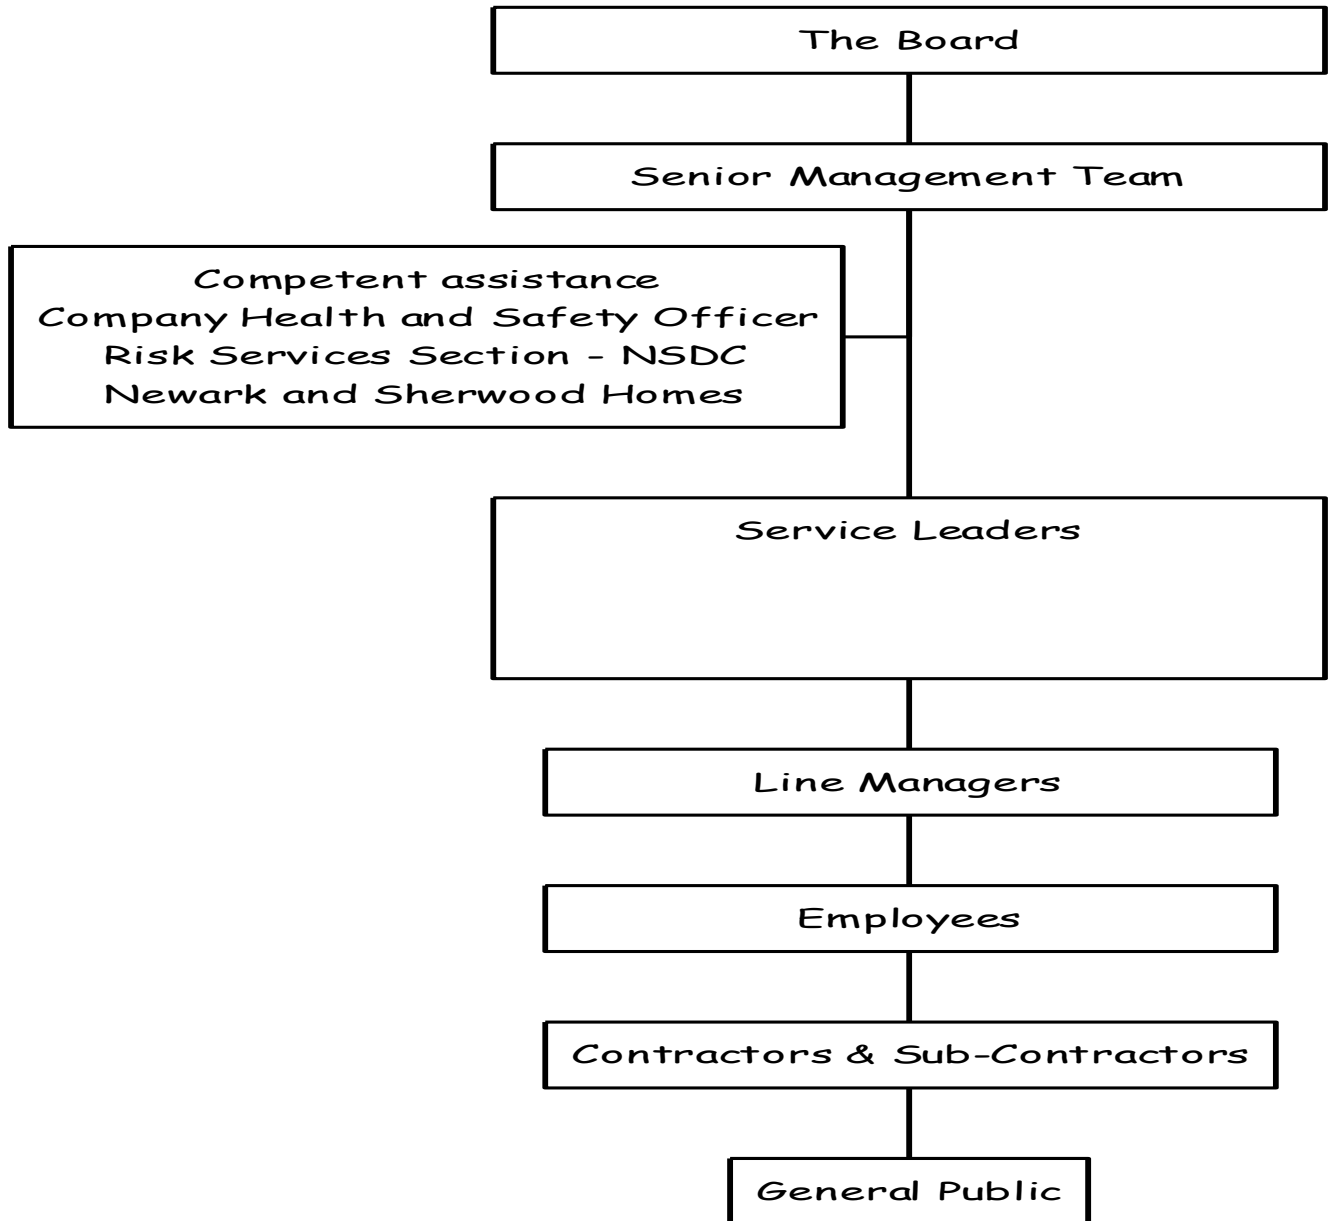 The Board
Senior Management Team
Competent assistance
Company Health and Safety Officer
Risk Services Section - NSDC
Newark and Sherwood Homes
Service Leaders
Line Managers
Employees
Contractors & Sub-Contractors
General Public